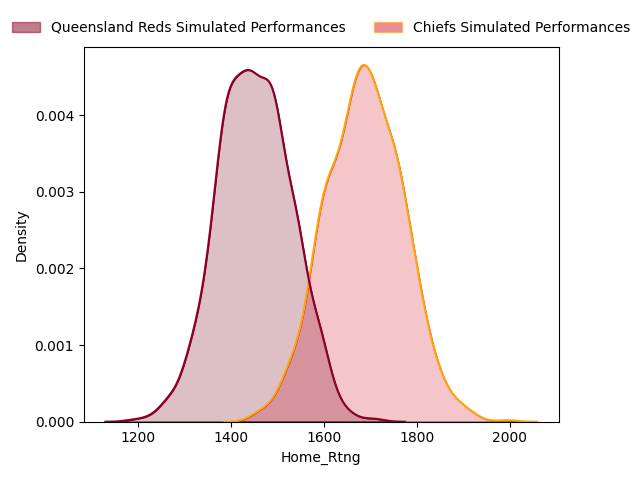 Queensland Reds Simulated Performances
Chiefs Simulated Performances
0.004
0.003
0.002
0.001
0.000
Density
1200 1400 1600 1800 2000
Home_Rtng